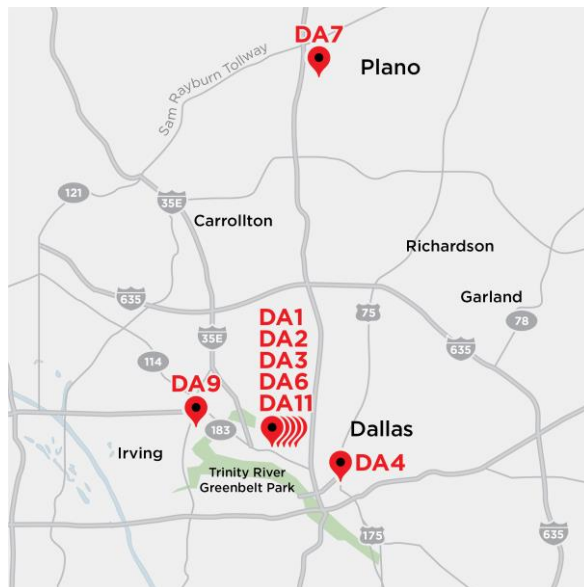 DA7
Plano
Sam Rayburn Tollway
121
35E
Carrollton
Richardson
635
Garland
75
78
35E
DA1
DA2
DA3
DA6
DA11
635
114
DA9
183
Dallas
Irving
DA4
Trinity River
Greenbelt Park
175
635